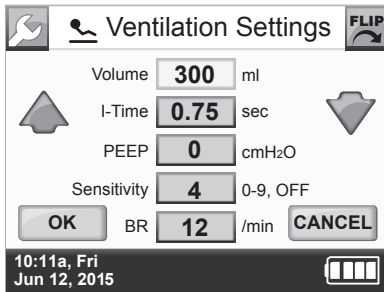 Ventilation Settings
FLIP
Volume 300 ml
I-Time 0.75 sec
PEEP 0 cmH2O
Sensitivity 4 0-9, OFF
OK BR 12 /min CANCEL
10:11a, Fri
Jun 12, 2015